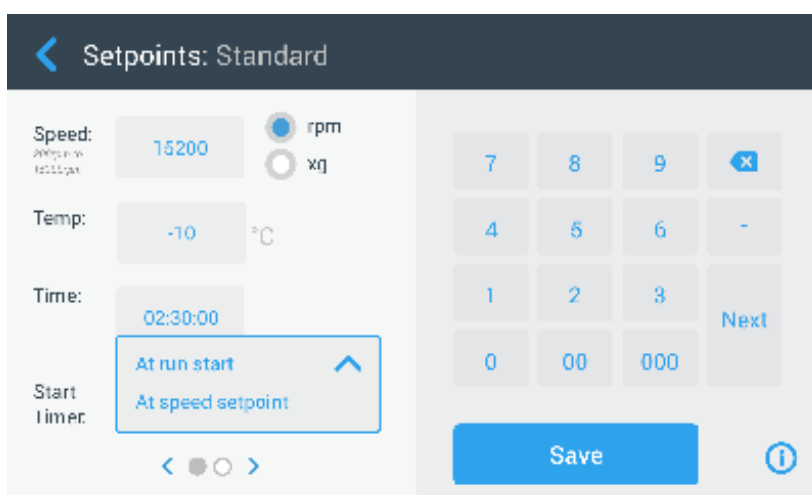 Setpoints: Standard
Speed:
15200
rpm
xg
Temp:
-10
°C
Time:
02:30:00
Start
Timer:
At run start
At speed setpoint
7 8 9
4 5 6 -
1 2 3
Next
0 00 000
Save